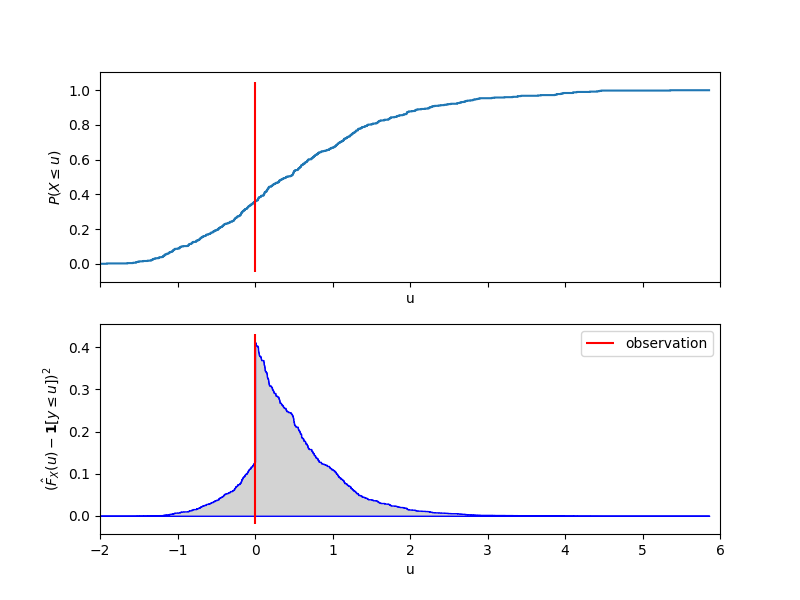 1.0
0.8
0.6
0.4
0.2
0.0
P(X ≤ u)
u
0.4
0.3
0.2
0.1
0.0
(F̂_X(u) − 𝟏[y ≤ u])²
observation
−2 −1 0 1 2 3 4 5 6
u